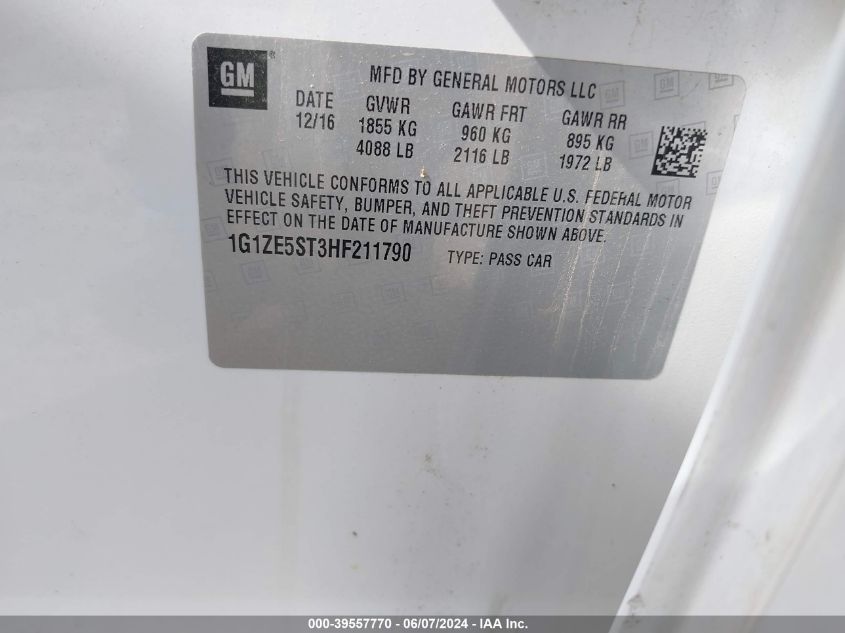 GM ®
MFD BY GENERAL MOTORS LLC
DATE GVWR GAWR FRT GAWR RR
12/16 1855 KG 960 KG 895 KG
4088 LB 2116 LB 1972 LB
THIS VEHICLE CONFORMS TO ALL APPLICABLE U.S. FEDERAL MOTOR
VEHICLE SAFETY, BUMPER, AND THEFT PREVENTION STANDARDS IN
EFFECT ON THE DATE OF MANUFACTURE SHOWN ABOVE.
1G1ZE5ST3HF211790 TYPE: PASS CAR
000-39557770 - 06/07/2024 - IAA Inc.